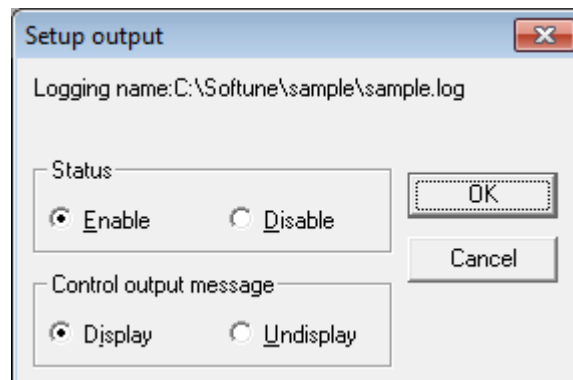 Setup output
Logging name:C:\Softune\sample\sample.log
Status
Enable Disable
OK
Cancel
Control output message
Display Undisplay